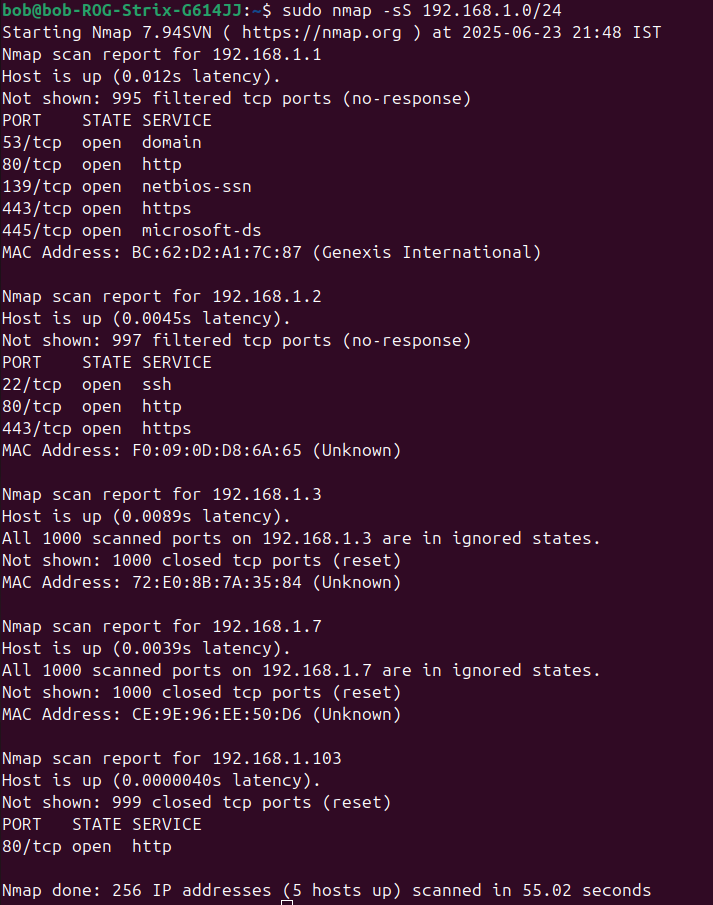 bob@bob-ROG-Strix-G614JJ:~$ sudo nmap -sS 192.168.1.0/24
Starting Nmap 7.94SVN ( https://nmap.org ) at 2025-06-23 21:48 IST
Nmap scan report for 192.168.1.1
Host is up (0.012s latency).
Not shown: 995 filtered tcp ports (no-response)
PORT    STATE SERVICE
53/tcp  open  domain
80/tcp  open  http
139/tcp open  netbios-ssn
443/tcp open  https
445/tcp open  microsoft-ds
MAC Address: BC:62:D2:A1:7C:87 (Genexis International)

Nmap scan report for 192.168.1.2
Host is up (0.0045s latency).
Not shown: 997 filtered tcp ports (no-response)
PORT    STATE SERVICE
22/tcp  open  ssh
80/tcp  open  http
443/tcp open  https
MAC Address: F0:09:0D:D8:6A:65 (Unknown)

Nmap scan report for 192.168.1.3
Host is up (0.0089s latency).
All 1000 scanned ports on 192.168.1.3 are in ignored states.
Not shown: 1000 closed tcp ports (reset)
MAC Address: 72:E0:8B:7A:35:84 (Unknown)

Nmap scan report for 192.168.1.7
Host is up (0.0039s latency).
All 1000 scanned ports on 192.168.1.7 are in ignored states.
Not shown: 1000 closed tcp ports (reset)
MAC Address: CE:9E:96:EE:50:D6 (Unknown)

Nmap scan report for 192.168.1.103
Host is up (0.0000040s latency).
Not shown: 999 closed tcp ports (reset)
PORT   STATE SERVICE
80/tcp open  http

Nmap done: 256 IP addresses (5 hosts up) scanned in 55.02 seconds